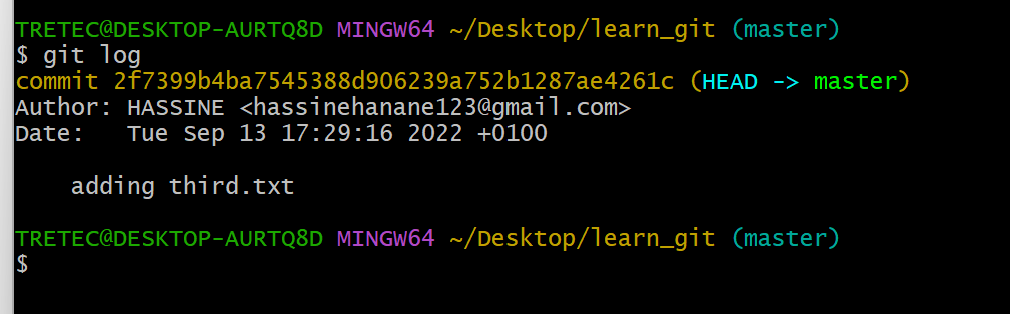 TRETEC@DESKTOP-AURTQ8D MINGW64 ~/Desktop/learn_git (master)
$ git log
commit 2f7399b4ba7545388d906239a752b1287ae4261c (HEAD -> master)
Author: HASSINE <hassinehanane123@gmail.com>
Date:   Tue Sep 13 17:29:16 2022 +0100
    adding third.txt
TRETEC@DESKTOP-AURTQ8D MINGW64 ~/Desktop/learn_git (master)
$